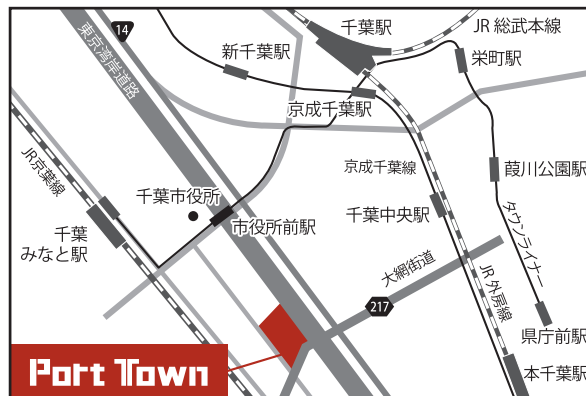 14
東京湾岸道路
新千葉駅
千葉駅
JR 総武本線
栄町駅
京成千葉駅
JR京葉線
千葉市役所
市役所前駅
京成千葉線
葭川公園駅
千葉中央駅
千葉
みなと駅
大網街道
タウンライナー
JR外房線
217
県庁前駅
本千葉駅
Port Town